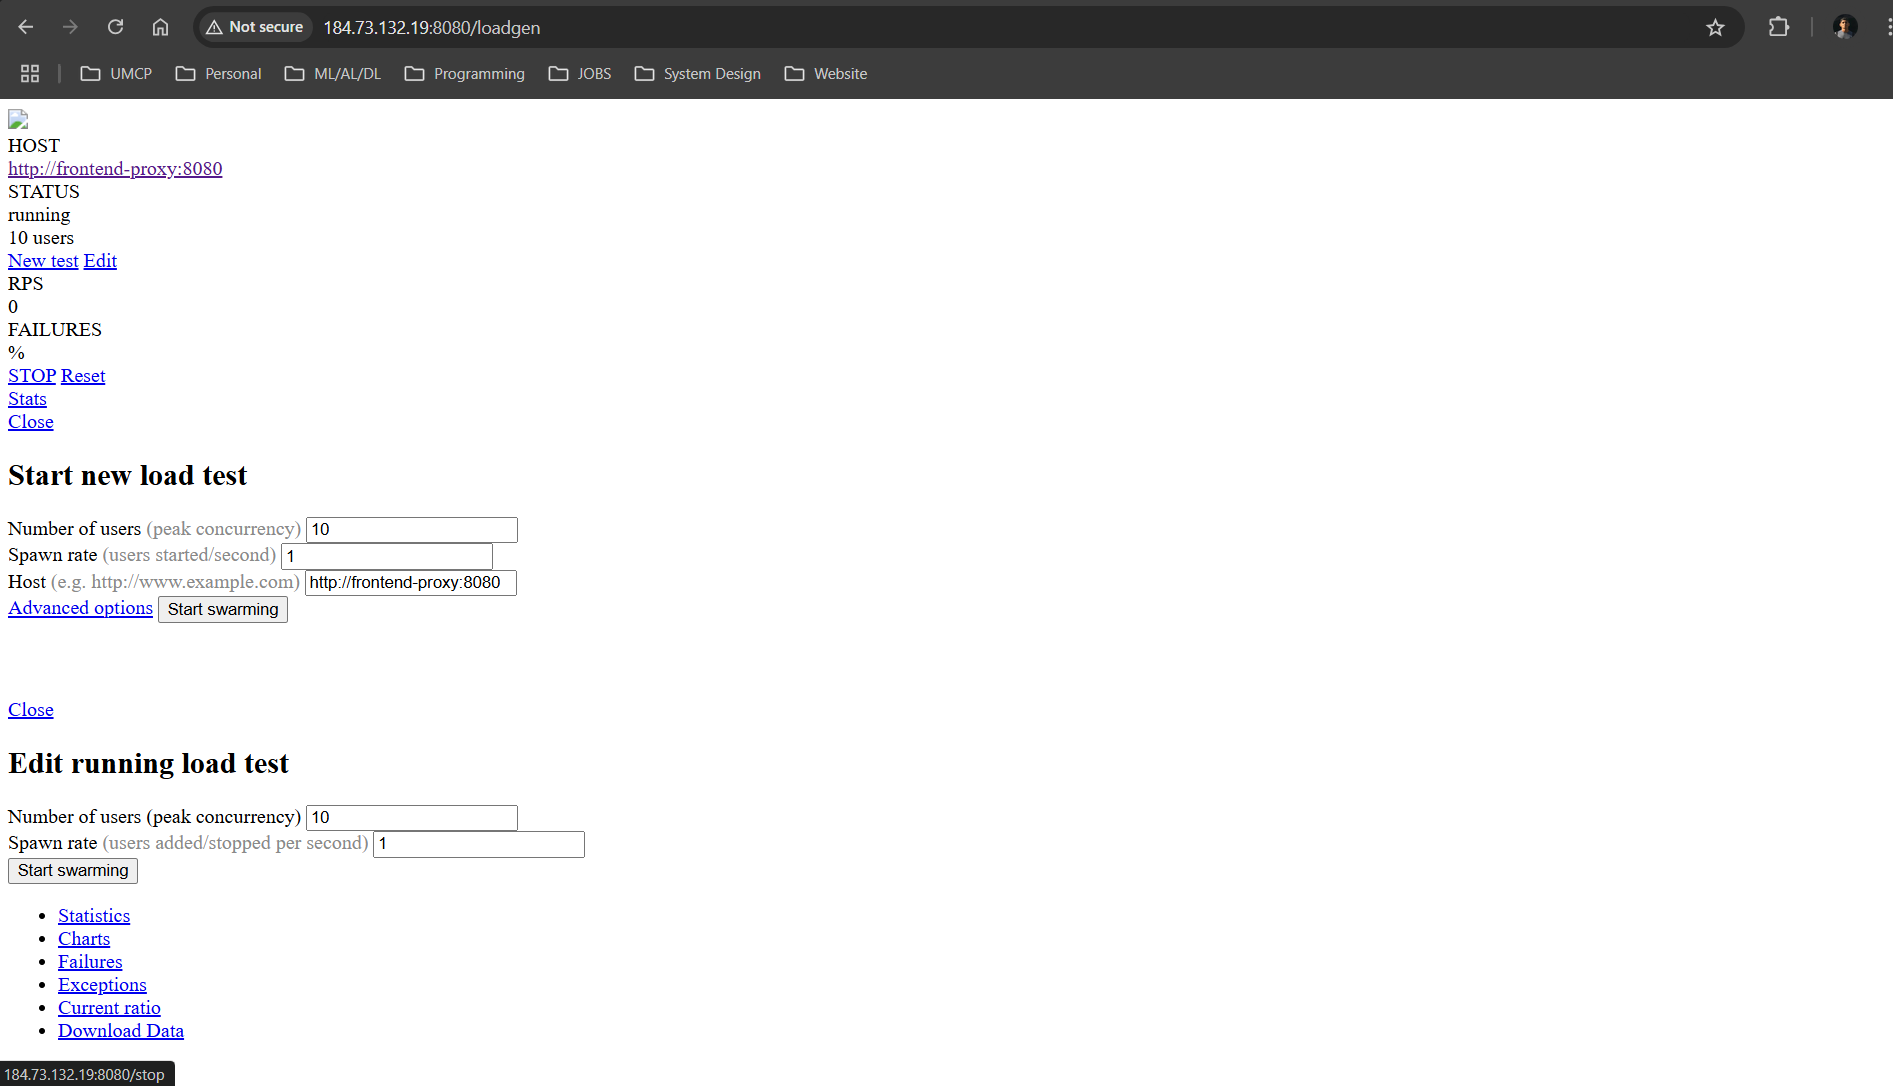 Not secure 184.73.132.19:8080/loadgen
UMCP Personal ML/AL/DL Programming JOBS System Design Website
HOST
http://frontend-proxy:8080
STATUS
running
10 users
New test Edit
RPS
0
FAILURES
%
STOP Reset
Stats
Close
Start new load test
Number of users (peak concurrency) 10
Spawn rate (users started/second) 1
Host (e.g. http://www.example.com) http://frontend-proxy:8080
Advanced options Start swarming
Close
Edit running load test
Number of users (peak concurrency) 10
Spawn rate (users added/stopped per second) 1
Start swarming
Statistics
Charts
Failures
Exceptions
Current ratio
Download Data
184.73.132.19:8080/stop